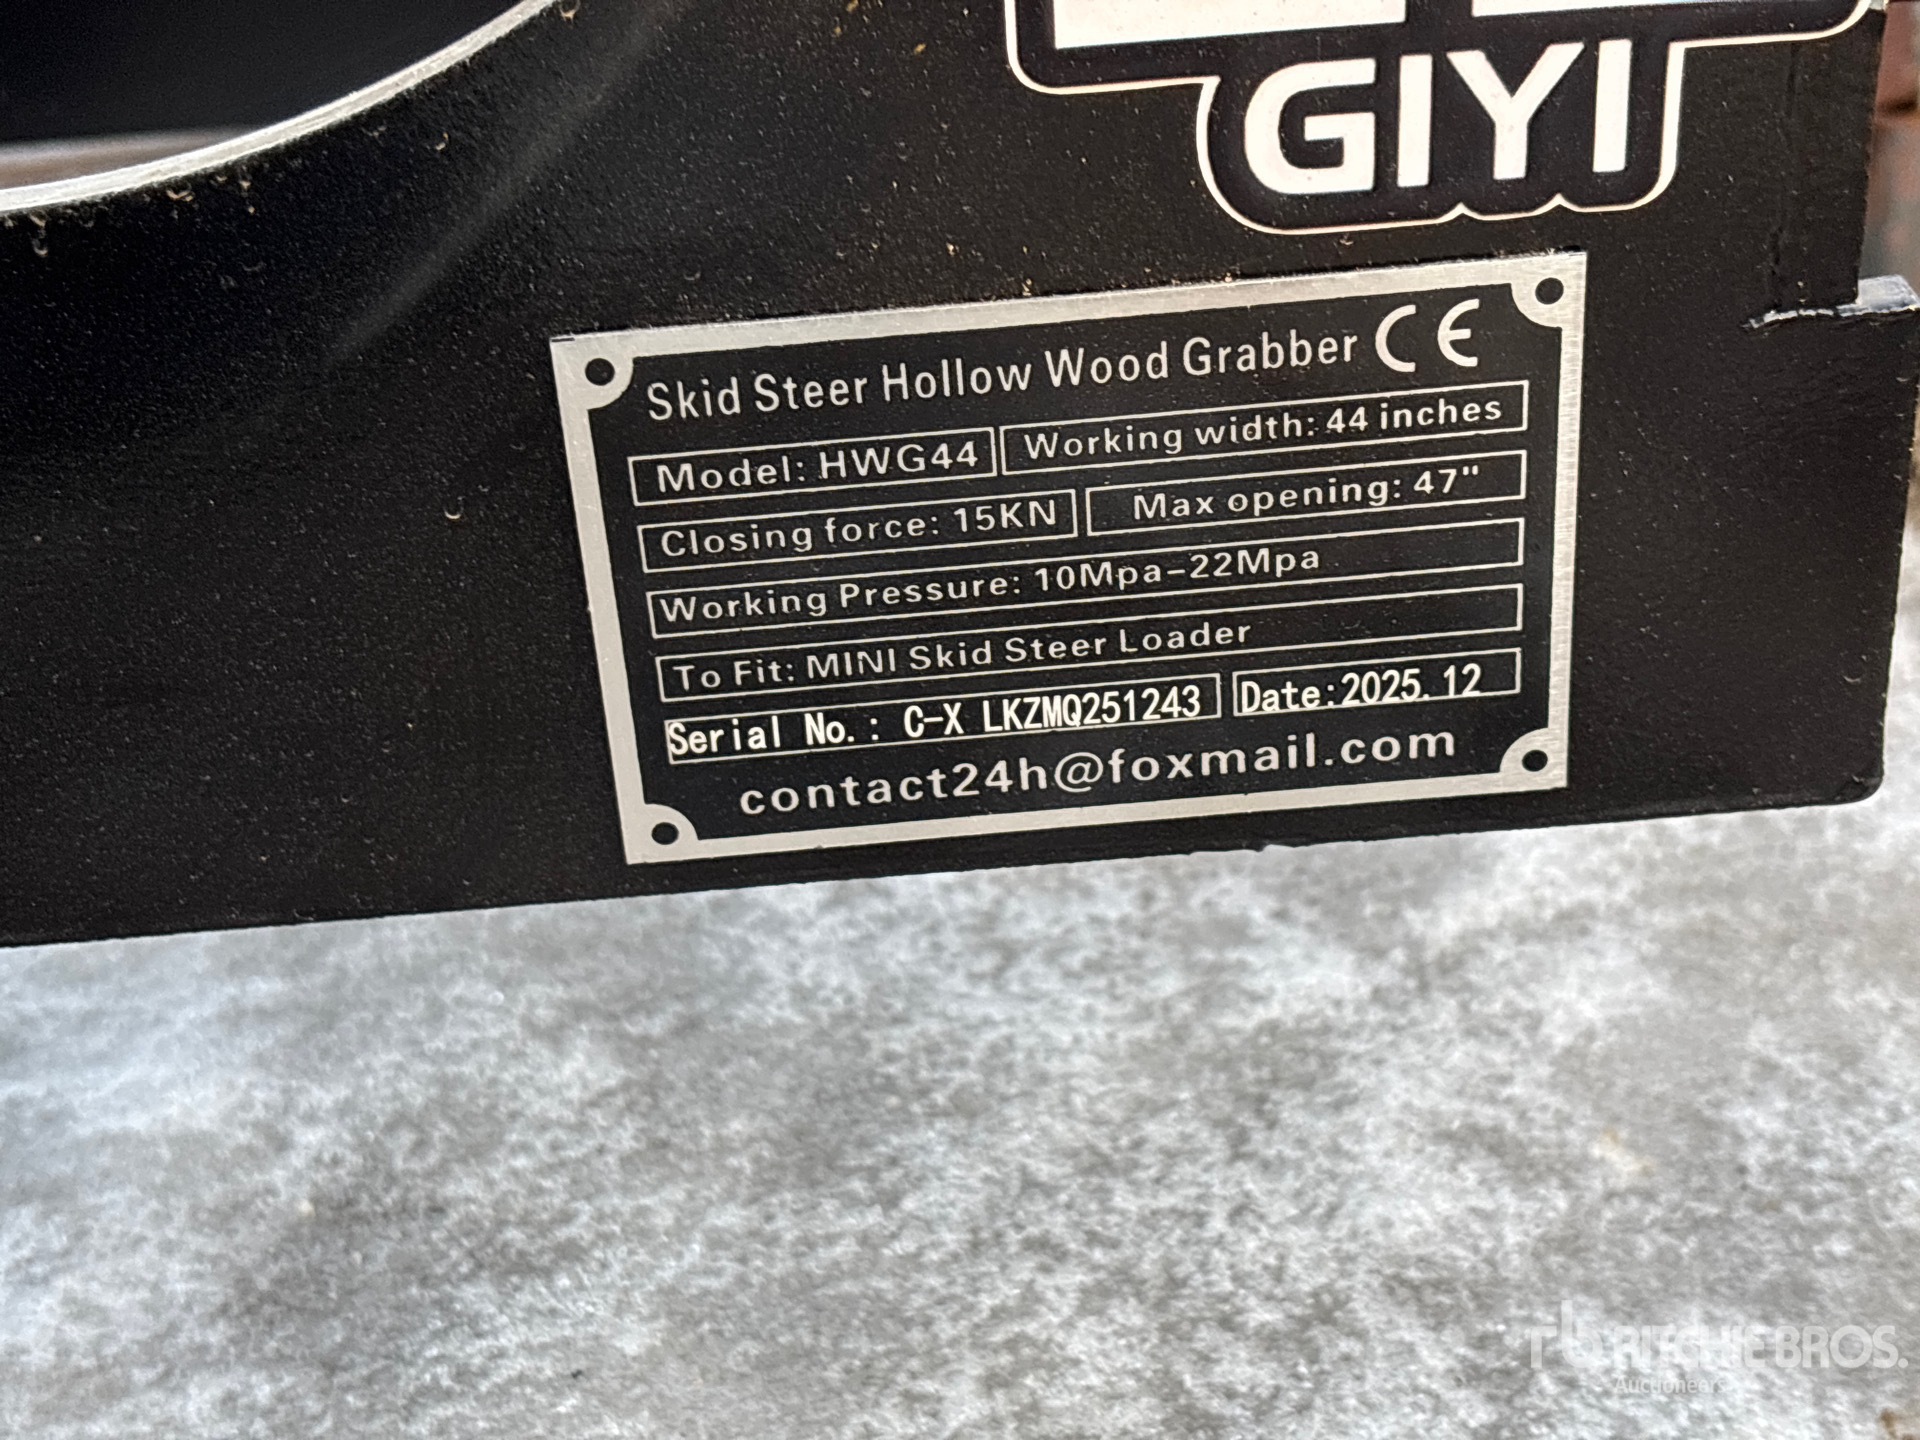 GIYI
Skid Steer Hollow Wood Grabber CE
Model: HWG44 Working width: 44 inches
Closing force: 15KN Max opening: 47"
Working Pressure: 10Mpa-22Mpa
To Fit: MINI Skid Steer Loader
Serial No.: C-X LKZMQ251243 Date:2025.12
contact24h@foxmail.com
RITCHIE BROS.
Auctioneers